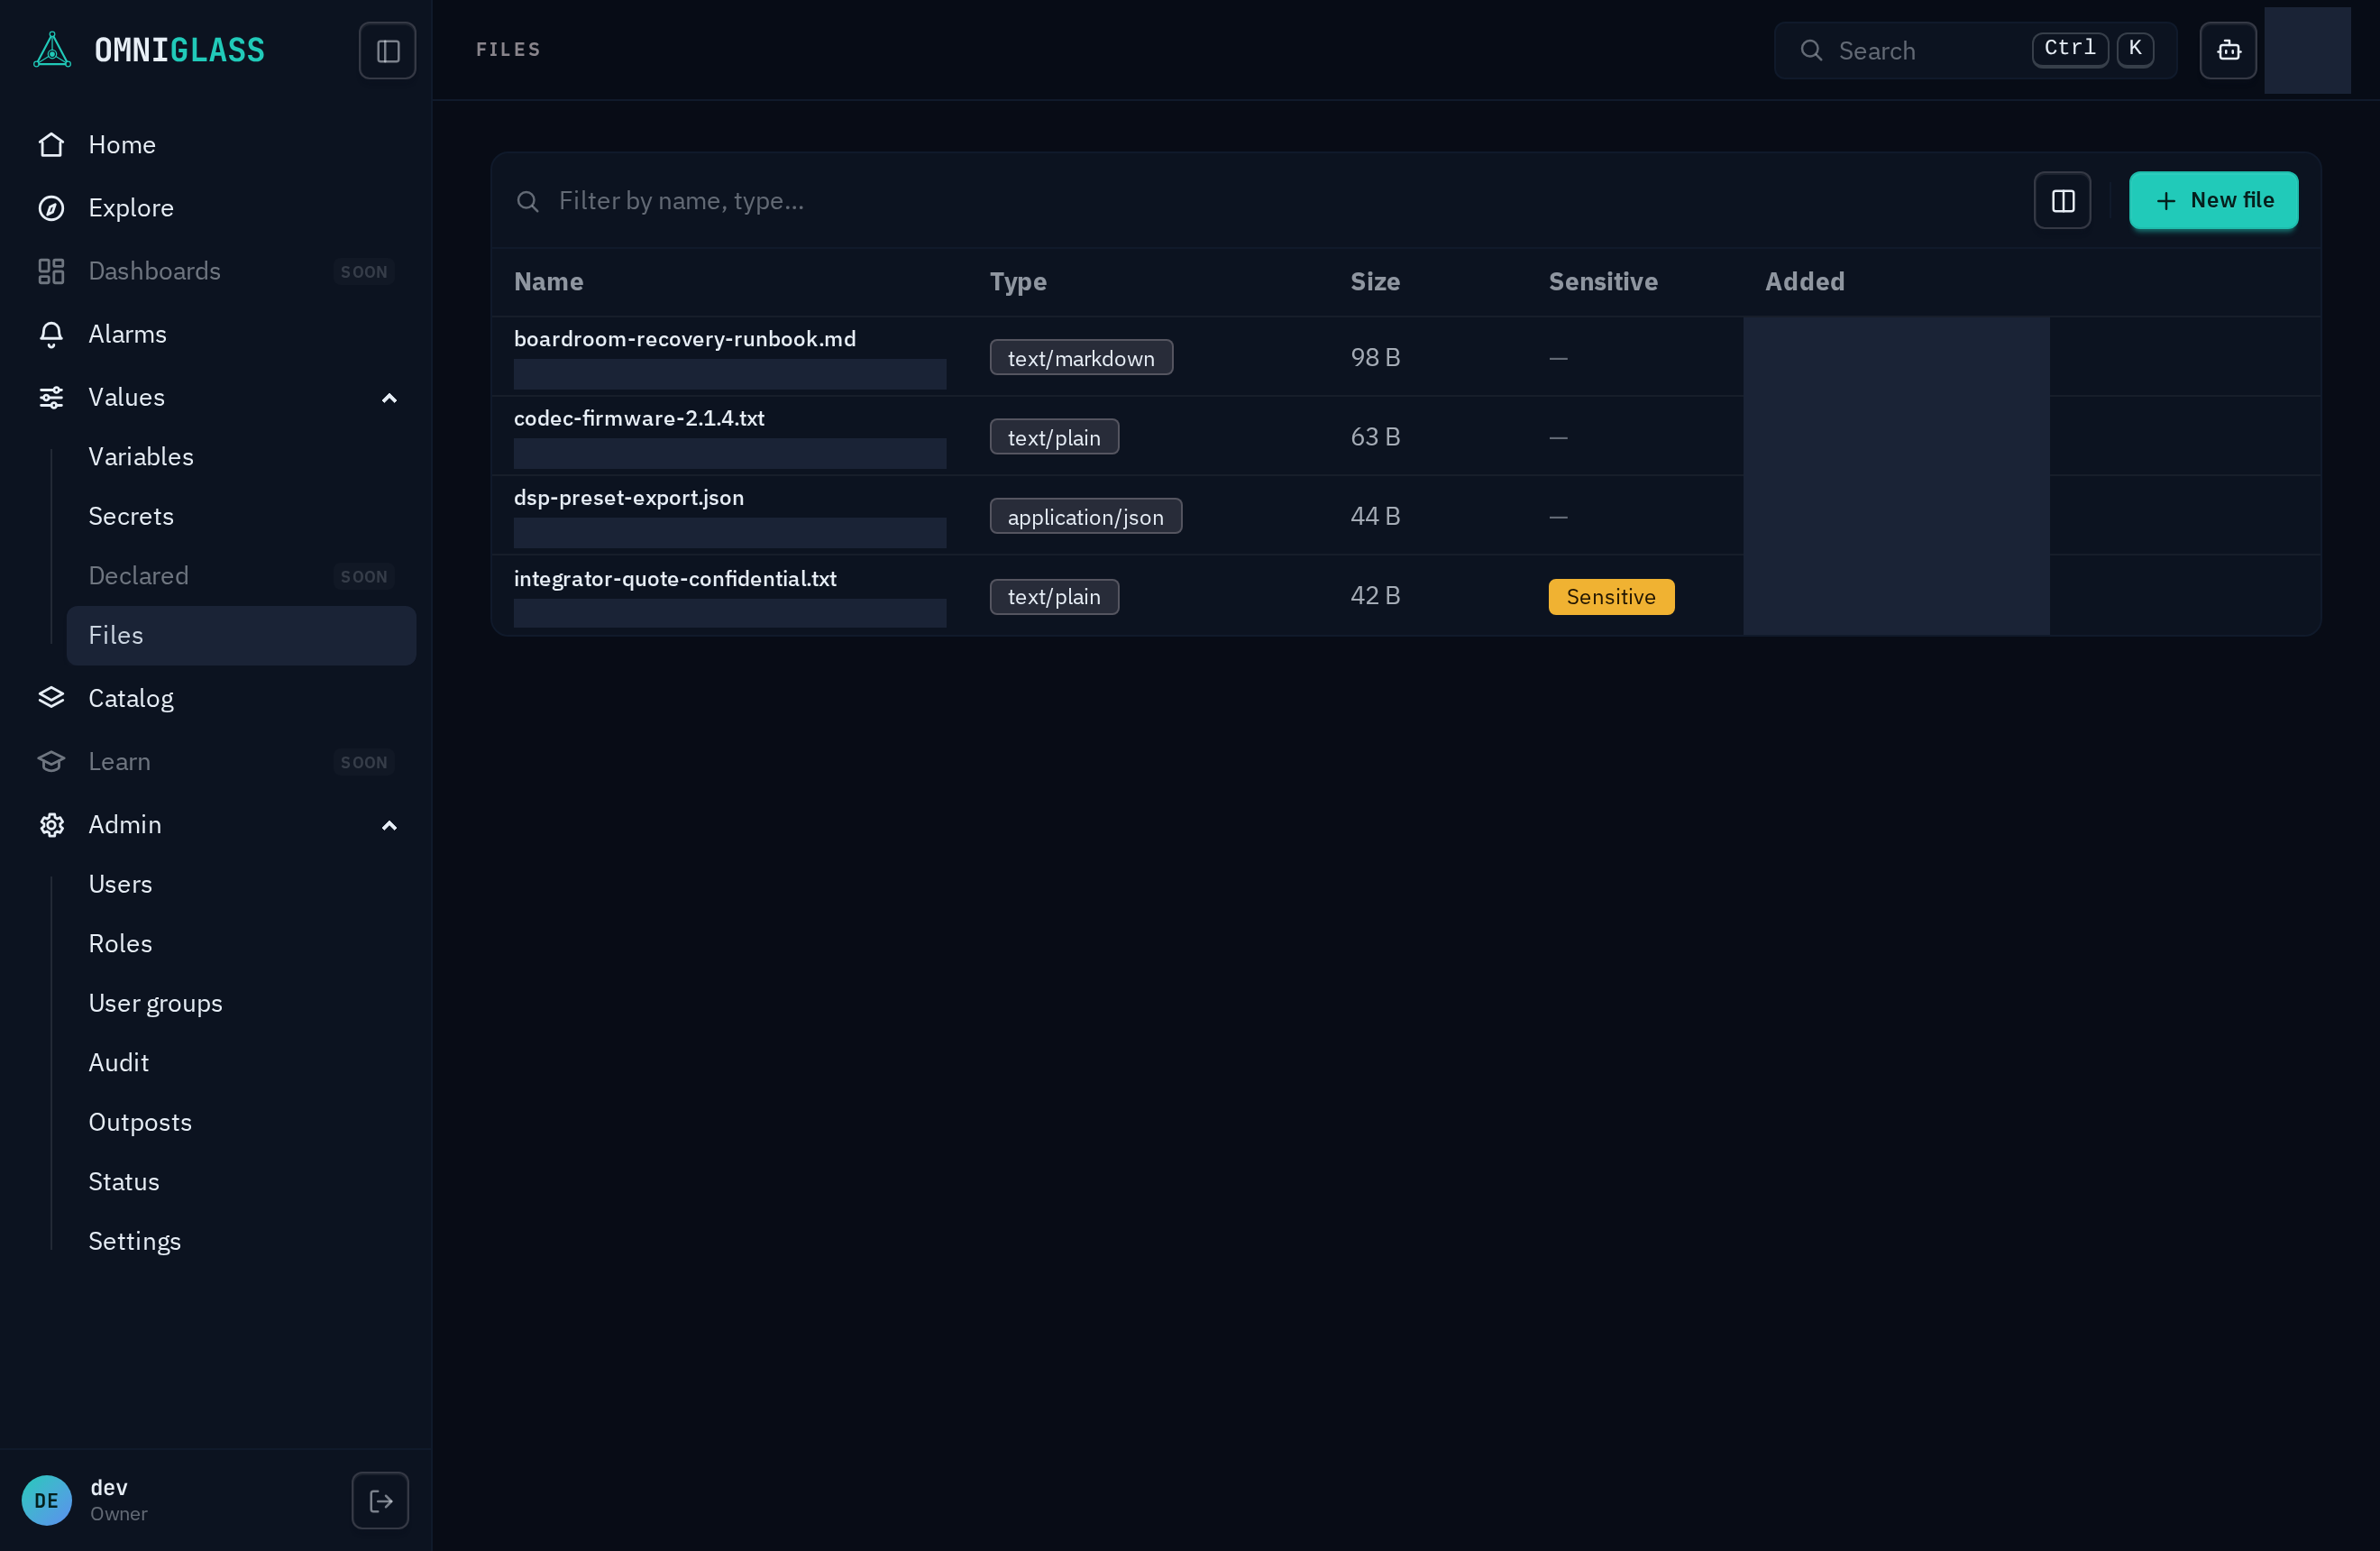 OMNIGLASS
FILES
Search
Ctrl K
Home
Explore
Dashboards SOON
Alarms
Values
Variables
Secrets
Declared SOON
Files
Catalog
Learn SOON
Admin
Users
Roles
User groups
Audit
Outposts
Status
Settings
DE
dev
Owner
Filter by name, type...
New file
Name Type Size Sensitive Added
boardroom-recovery-runbook.md text/markdown 98 B —
codec-firmware-2.1.4.txt text/plain 63 B —
dsp-preset-export.json application/json 44 B —
integrator-quote-confidential.txt text/plain 42 B Sensitive